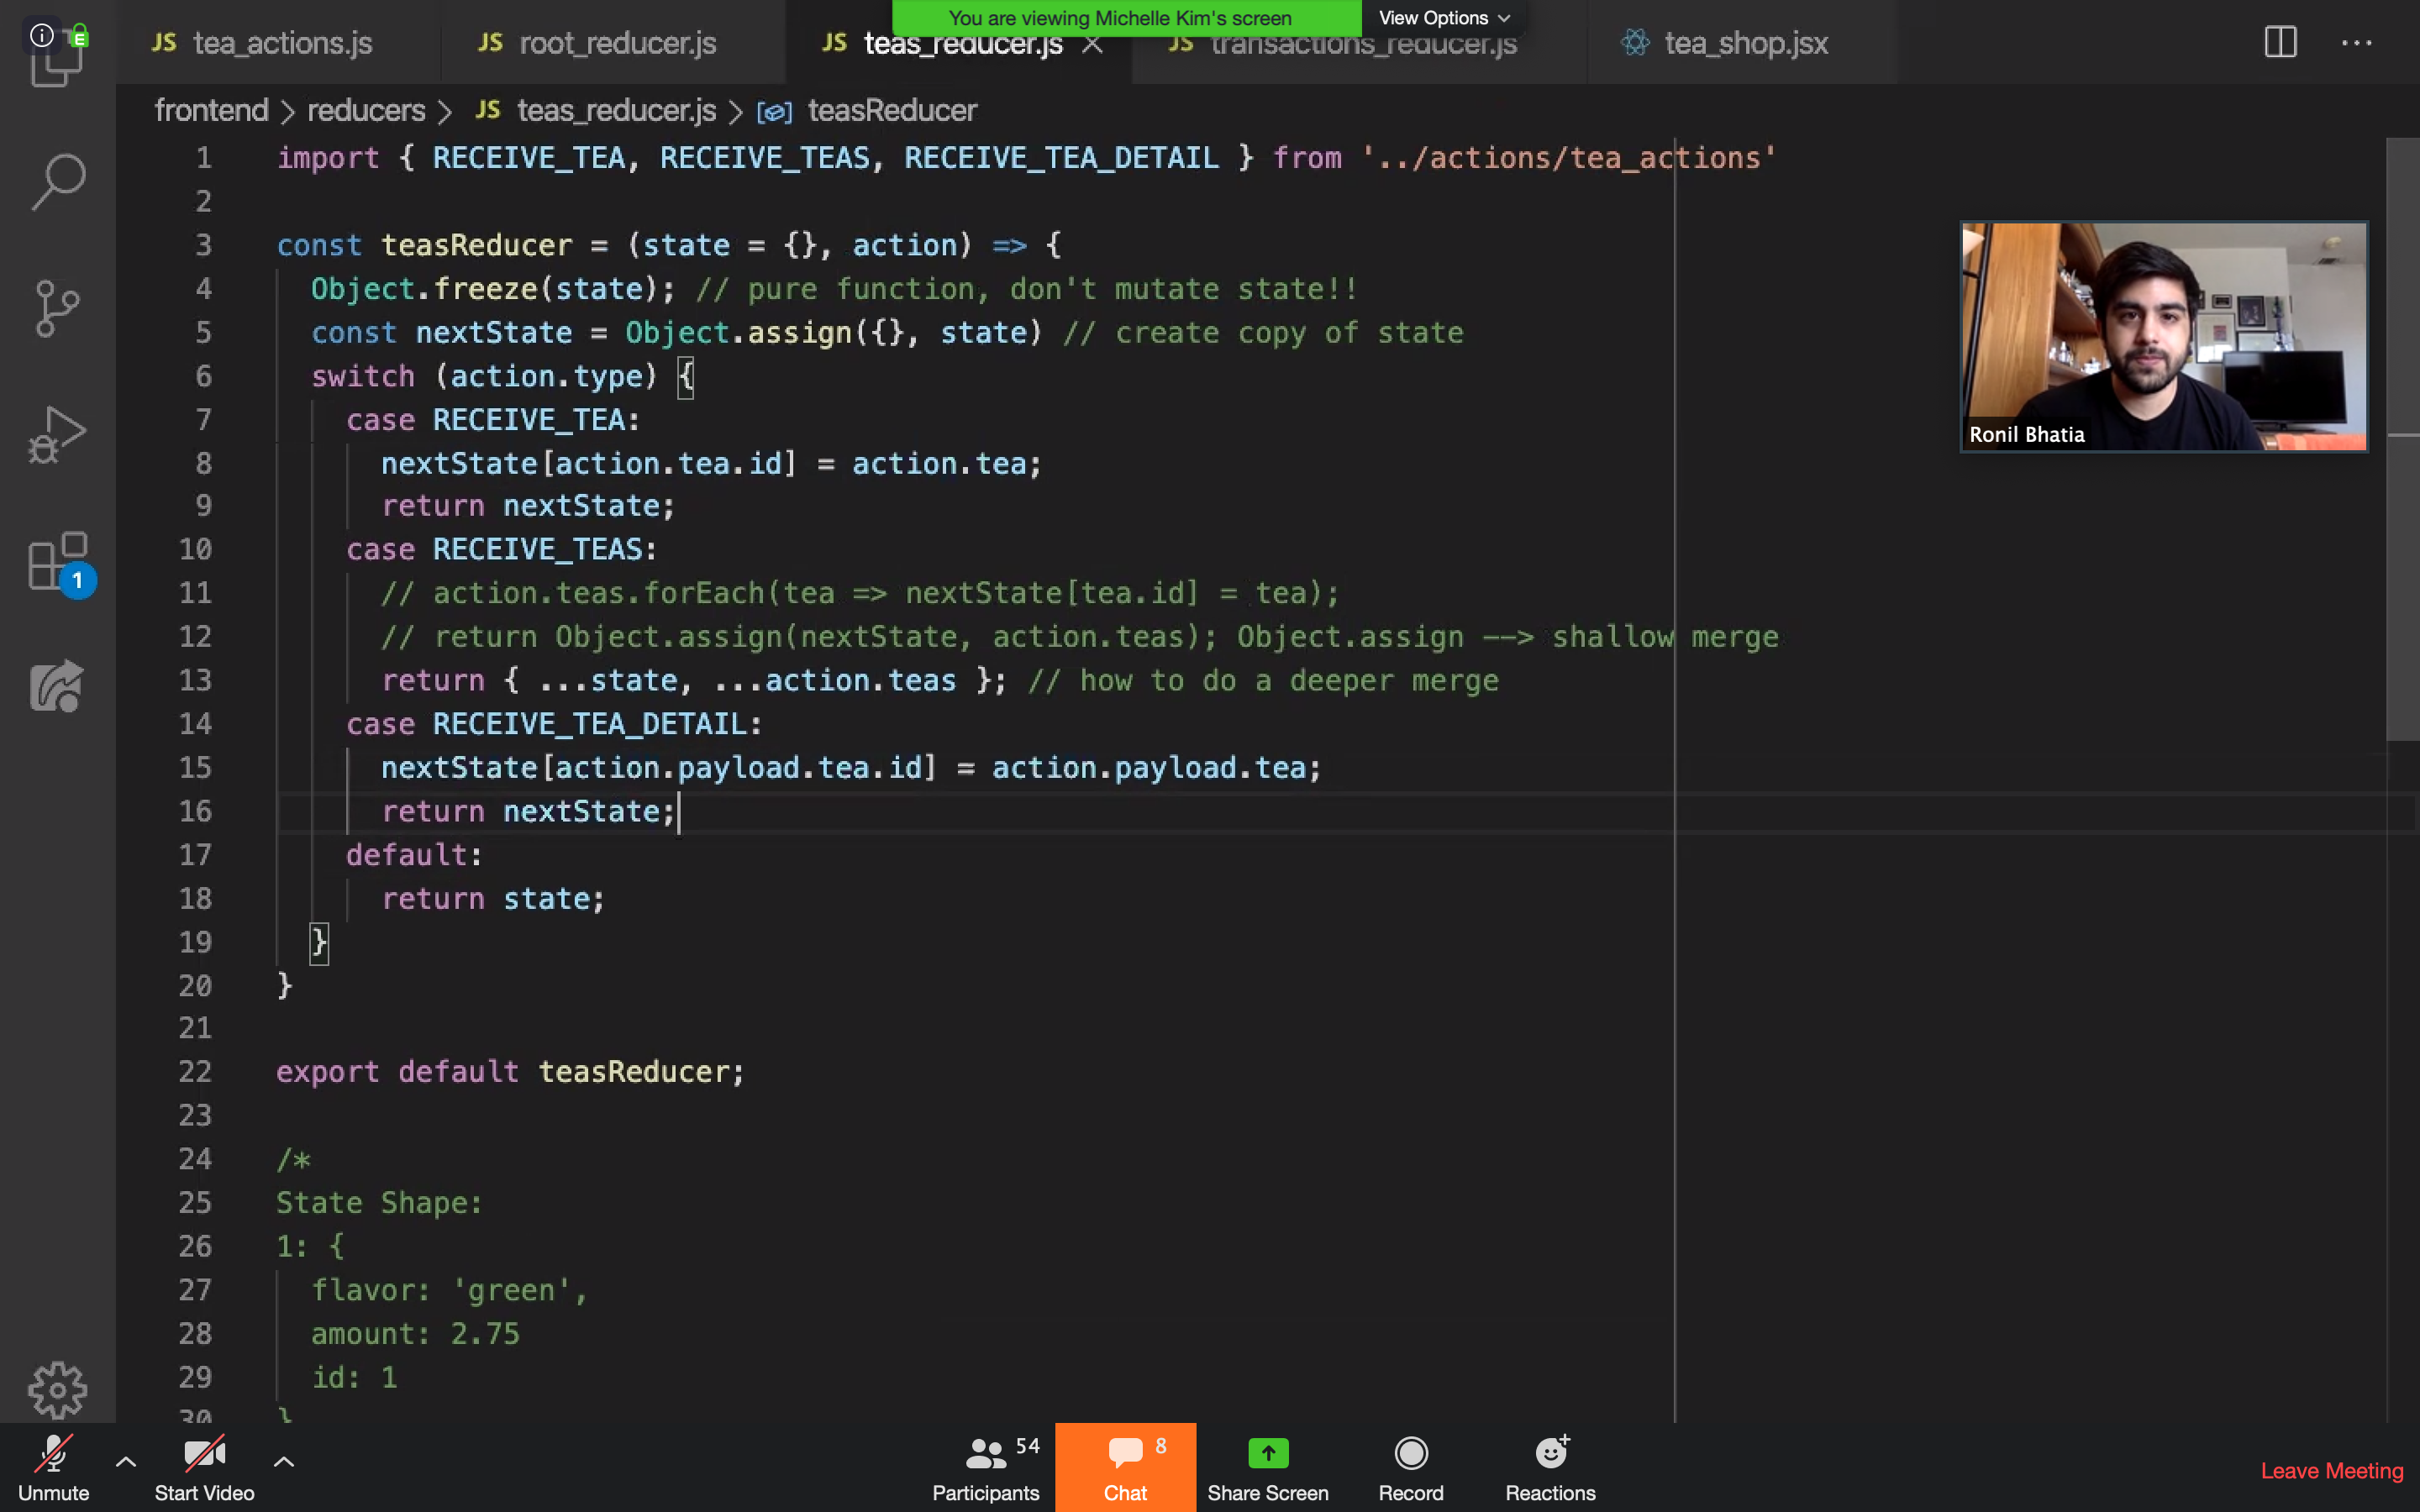 You are viewing Michelle Kim's screen
View Options
JS tea_actions.js
JS root_reducer.js
JS teas_reducer.js
JS transactions_reducer.js
tea_shop.jsx
frontend > reducers > JS teas_reducer.js > teasReducer
1 import { RECEIVE_TEA, RECEIVE_TEAS, RECEIVE_TEA_DETAIL } from '../actions/tea_actions'
2
3 const teasReducer = (state = {}, action) => {
4 Object.freeze(state); // pure function, don't mutate state!!
5 const nextState = Object.assign({}, state) // create copy of state
6 switch (action.type) {
7 case RECEIVE_TEA:
8 nextState[action.tea.id] = action.tea;
9 return nextState;
10 case RECEIVE_TEAS:
11 // action.teas.forEach(tea => nextState[tea.id] = tea);
12 // return Object.assign(nextState, action.teas); Object.assign --> shallow merge
13 return { ...state, ...action.teas }; // how to do a deeper merge
14 case RECEIVE_TEA_DETAIL:
15 nextState[action.payload.tea.id] = action.payload.tea;
16 return nextState;
17 default:
18 return state;
19 }
20 }
21
22 export default teasReducer;
23
24 /*
25 State Shape:
26 1: {
27 flavor: 'green',
28 amount: 2.75
29 id: 1
30 }
E
1
Ronil Bhatia
Unmute
Start Video
54
Participants
8
Chat
Share Screen
Record
Reactions
Leave Meeting